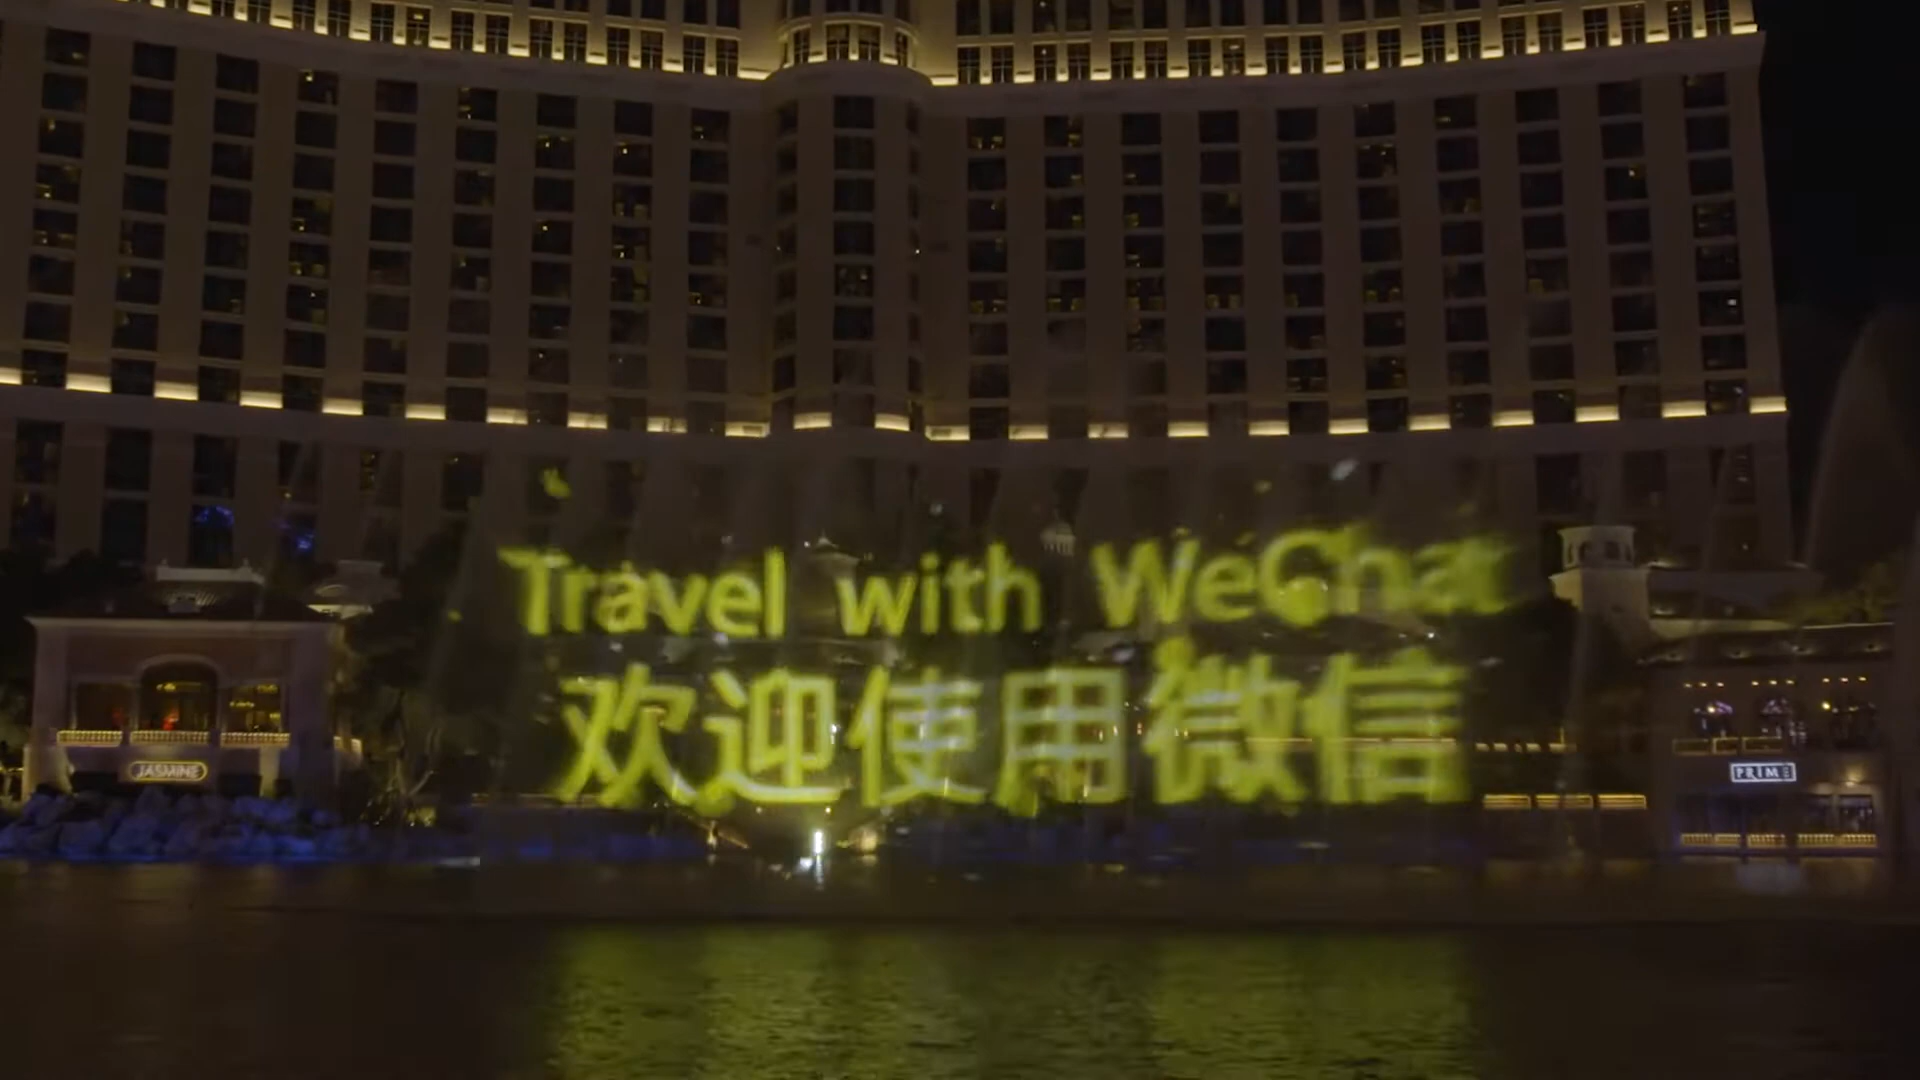 Travel with WeChat
欢迎使用微信
JASMINE
PRIME